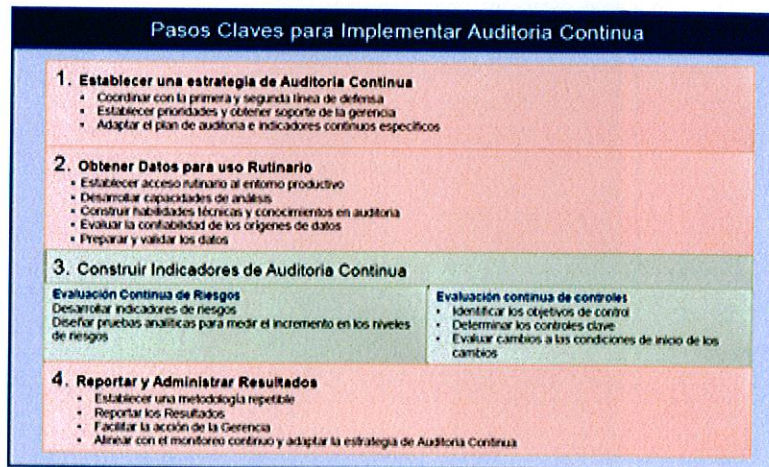 Pasos Claves para Implementar Auditoria Continua
1. Establecer una estrategia de Auditoria Continua
• Coordinar con la primera y segunda línea de defensa
• Establecer prioridades y obtener soporte de la gerencia
• Adaptar el plan de auditoria e indicadores continuos específicos
2. Obtener Datos para uso Rutinario
• Establecer acceso rutinario al entorno productivo
• Desarrollar capacidades de análisis
• Construir habilidades técnicas y conocimientos en auditoria
• Evaluar la confiabilidad de los orígenes de datos
• Preparar y validar los datos
3. Construir Indicadores de Auditoria Continua
Evaluación Continua de Riesgos
Desarrollar indicadores de riesgos
Diseñar pruebas analíticas para medir el incremento en los niveles
de riesgos
Evaluación continua de controles
• Identificar los objetivos de control
• Determinar los controles clave
• Evaluar cambios a las condiciones de inicio de los
cambios
4. Reportar y Administrar Resultados
• Establecer una metodología repetible
• Reportar los Resultados
• Facilitar la acción de la Gerencia
• Alinear con el monitoreo continuo y adaptar la estrategia de Auditoria Continua